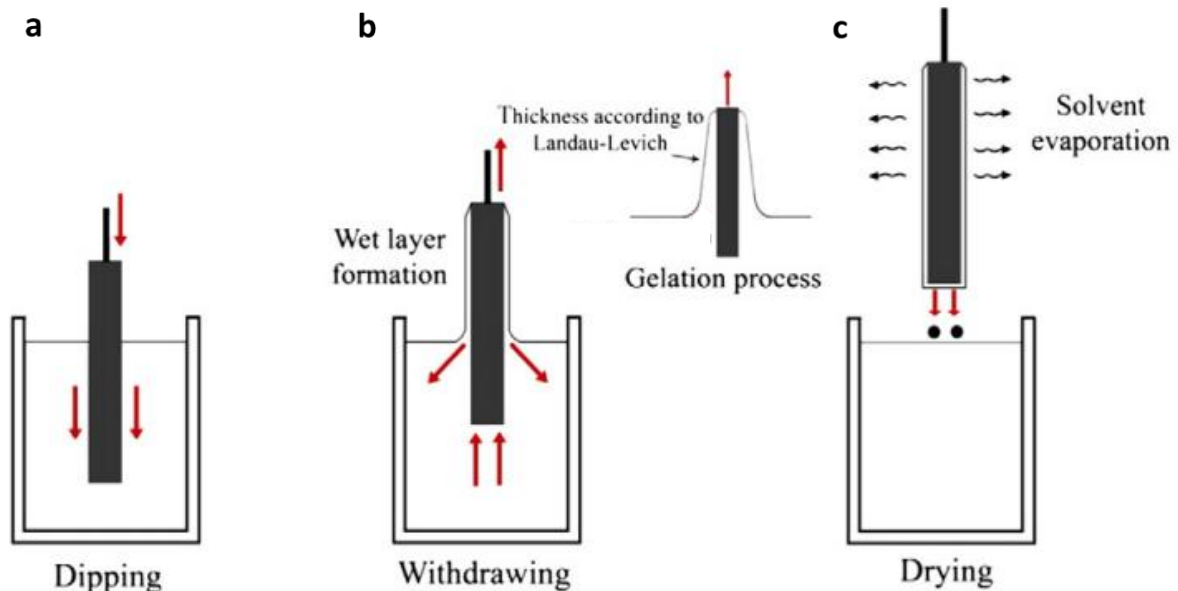 a
b
c
Dipping
Wet layer
formation
Withdrawing
Thickness according to
Landau-Levich
Gelation process
Solvent
evaporation
Drying